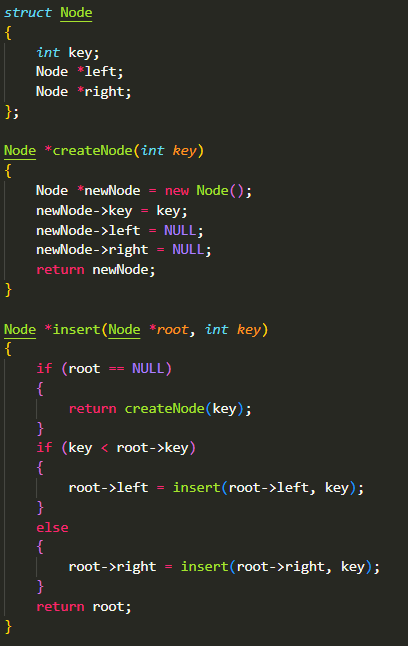 struct Node
{
    int key;
    Node *left;
    Node *right;
};

Node *createNode(int key)
{
    Node *newNode = new Node();
    newNode->key = key;
    newNode->left = NULL;
    newNode->right = NULL;
    return newNode;
}

Node *insert(Node *root, int key)
{
    if (root == NULL)
    {
        return createNode(key);
    }
    if (key < root->key)
    {
        root->left = insert(root->left, key);
    }
    else
    {
        root->right = insert(root->right, key);
    }
    return root;
}